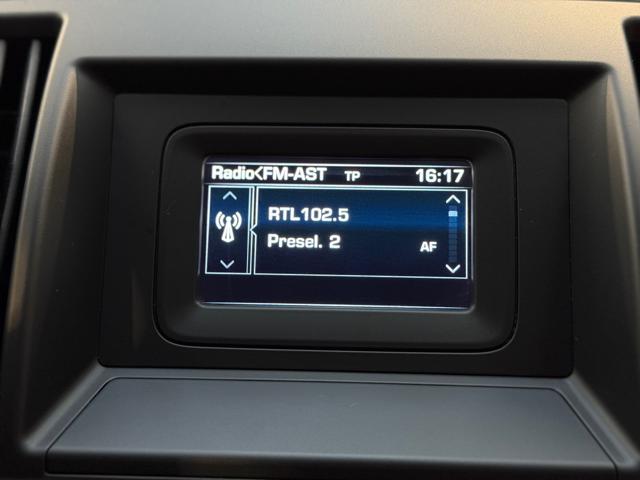 Radio<FM-AST TP 16:17
RTL102.5
Presel. 2 AF